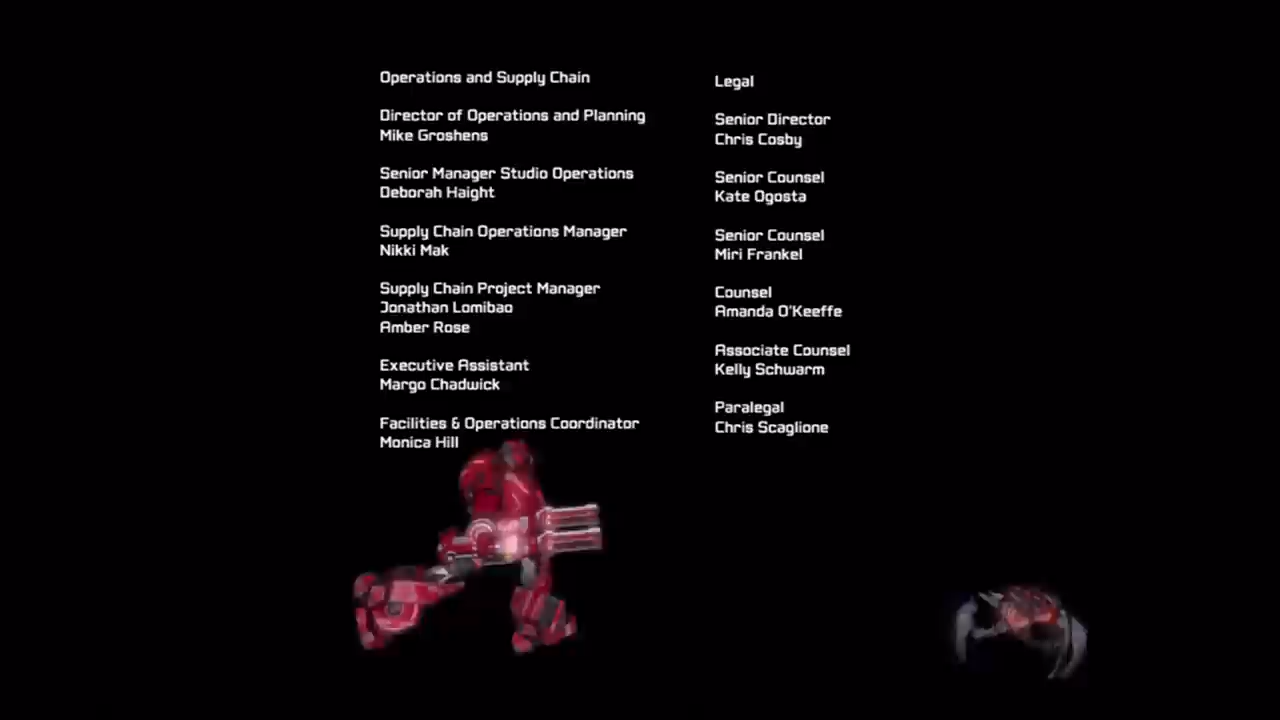 Operations and Supply Chain
Director of Operations and Planning
Mike Groshens
Senior Manager Studio Operations
Deborah Haight
Supply Chain Operations Manager
Nikki Mak
Supply Chain Project Manager
Jonathan Lomibao
Amber Rose
Executive Assistant
Margo Chadwick
Facilities & Operations Coordinator
Monica Hill
Legal
Senior Director
Chris Cosby
Senior Counsel
Kate Ogosta
Senior Counsel
Miri Frankel
Counsel
Amanda O'Keeffe
Associate Counsel
Kelly Schwarm
Paralegal
Chris Scaglione